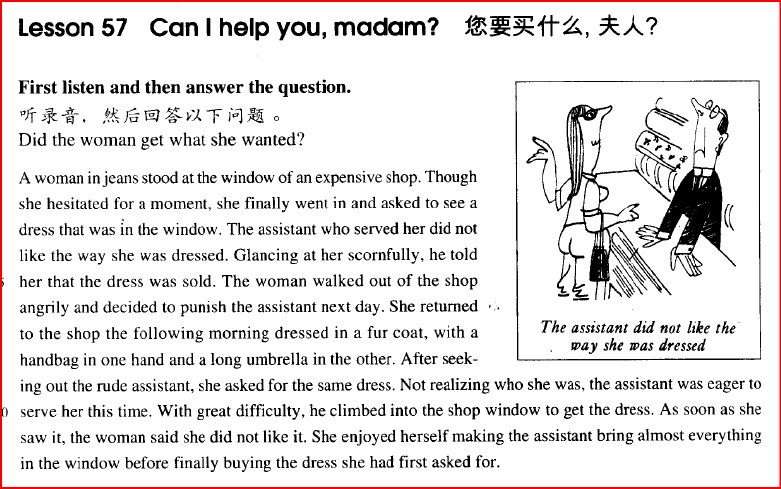 Lesson 57 Can I help you, madam? 您要买什么, 夫人?
First listen and then answer the question.
听录音，然后回答以下问题。
Did the woman get what she wanted?
A woman in jeans stood at the window of an expensive shop. Though
she hesitated for a moment, she finally went in and asked to see a
dress that was in the window. The assistant who served her did not
like the way she was dressed. Glancing at her scornfully, he told
her that the dress was sold. The woman walked out of the shop
angrily and decided to punish the assistant next day. She returned
to the shop the following morning dressed in a fur coat, with a
handbag in one hand and a long umbrella in the other. After seek-
ing out the rude assistant, she asked for the same dress. Not realizing who she was, the assistant was eager to
serve her this time. With great difficulty, he climbed into the shop window to get the dress. As soon as she
saw it, the woman said she did not like it. She enjoyed herself making the assistant bring almost everything
in the window before finally buying the dress she had first asked for.
The assistant did not like the
way she was dressed